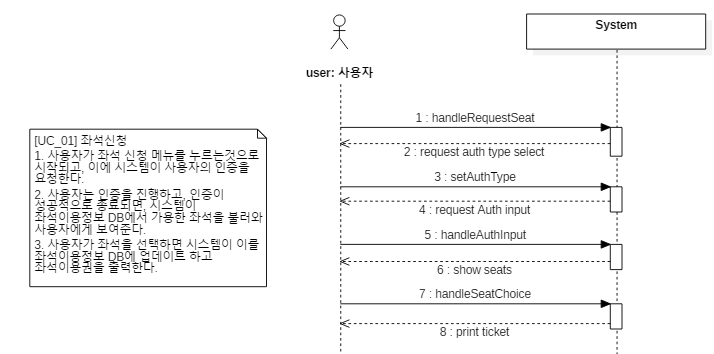 System
user: 사용자
[UC_01] 좌석신청
1. 사용자가 좌석 신청 메뉴를 누르는것으로
시작되고, 이에 시스템이 사용자의 인증을
요청한다.
2. 사용자는 인증을 진행하고, 인증이
성공적으로 종료되면, 시스템이
좌석이용정보 DB에서 가용한 좌석을 불러와
사용자에게 보여준다.
3. 사용자가 좌석을 선택하면 시스템이 이를
좌석이용정보 DB에 업데이트 하고
좌석이용권을 출력한다.
1 : handleRequestSeat
2 : request auth type select
3 : setAuthType
4 : request Auth input
5 : handleAuthInput
6 : show seats
7 : handleSeatChoice
8 : print ticket